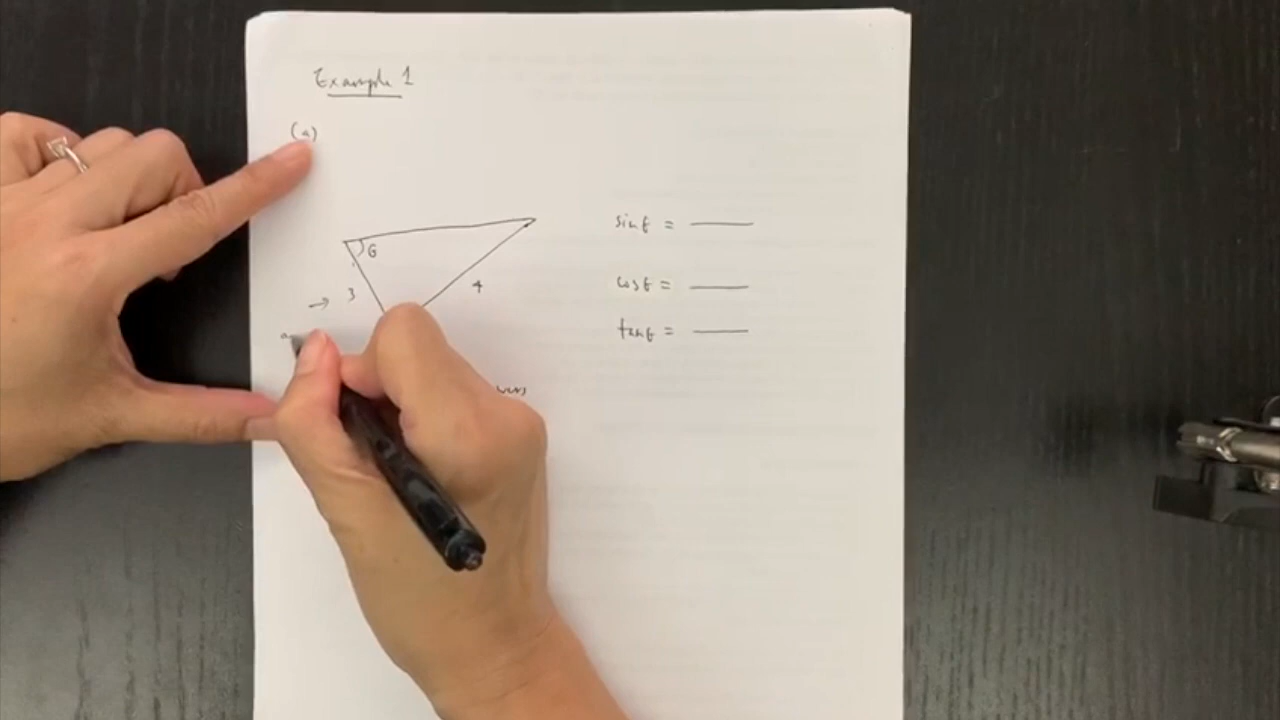 Example 1
(a)
sinθ = ____
θ
3
4
cosθ = ____
→
tanθ = ____